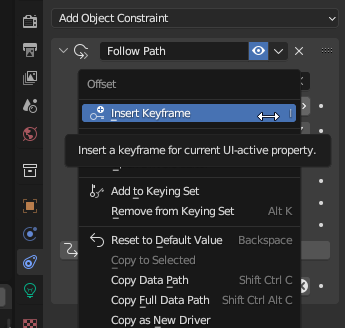 Add Object Constraint
Follow Path
Offset
Insert Keyframe I
Insert a keyframe for current UI-active property.
Add to Keying Set
Remove from Keying Set Alt K
Reset to Default Value Backspace
Copy to Selected
Copy Data Path Shift Ctrl C
Copy Full Data Path Shift Ctrl Alt C
Copy as New Driver